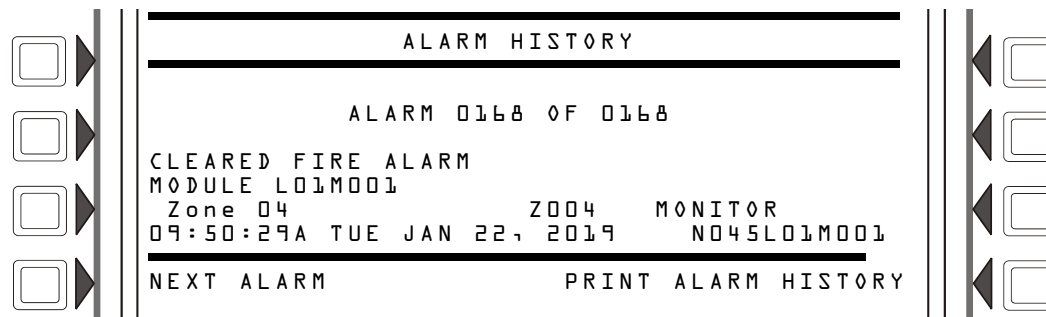 ALARM HISTORY
ALARM 0168 OF 0168
CLEARED FIRE ALARM
MODULE L01M001
Zone 04 Z004 MONITOR
09:50:29A TUE JAN 22, 2019 N045L01M001
NEXT ALARM PRINT ALARM HISTORY